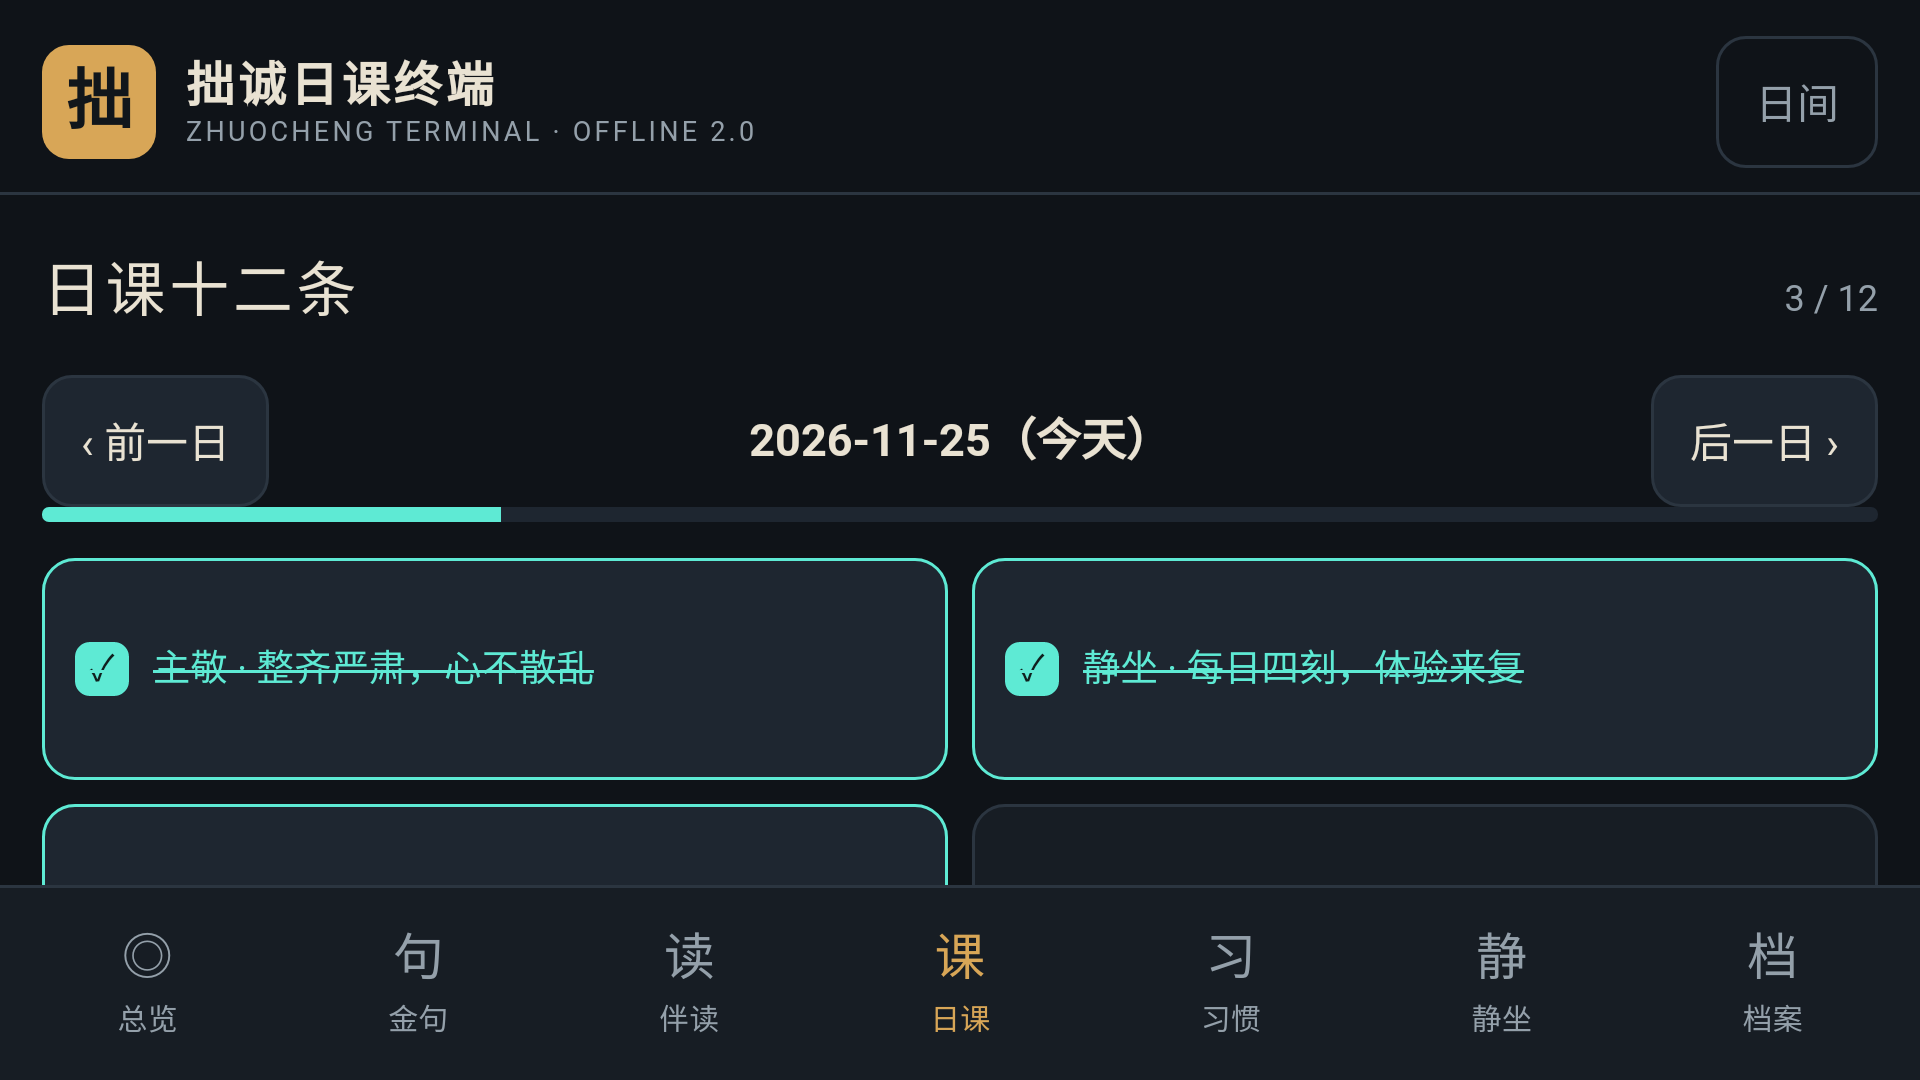 拙
拙诚日课终端
ZHUOCHENG TERMINAL · OFFLINE 2.0
日间
日课十二条
3 / 12
‹ 前一日
2026-11-25（今天）
后一日 ›
主敬 · 整齐严肃，心不散乱
静坐 · 每日四刻，体验来复
◎
总览
句
金句
读
伴读
课
日课
习
习惯
静
静坐
档
档案